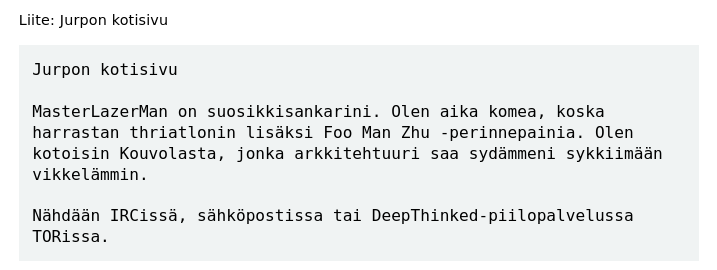 Liite: Jurpon kotisivu
Jurpon kotisivu
MasterLazerMan on suosikkisankarini. Olen aika komea, koska
harrastan thriatlonin lisäksi Foo Man Zhu -perinnepainia. Olen
kotoisin Kouvolasta, jonka arkkitehtuuri saa sydämmeni sykkiimään
vikkelämmin.
Nähdään IRCissä, sähköpostissa tai DeepThinked-piilopalvelussa
TORissa.